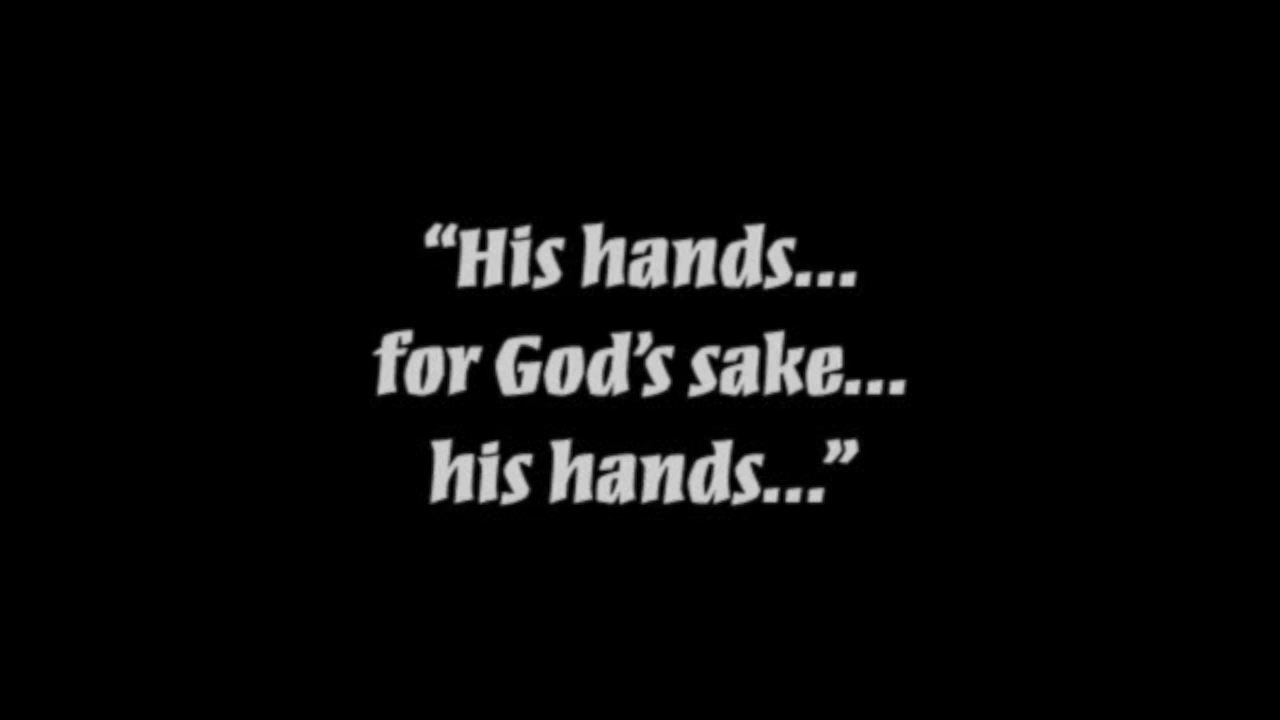 “His hands...
for God’s sake...
his hands...”